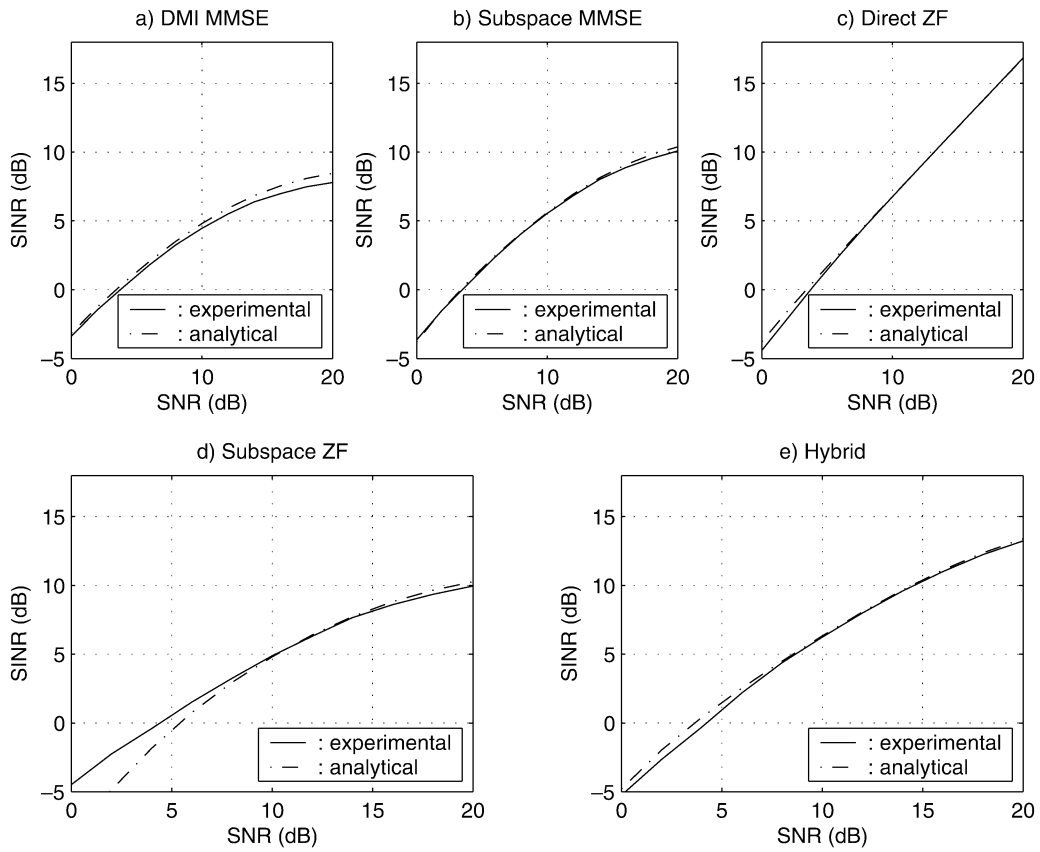 a) DMI MMSE
b) Subspace MMSE
c) Direct ZF
15
10
5
0
−5
SINR (dB)
: experimental
: analytical
0
10
20
SNR (dB)
15
10
5
0
−5
SINR (dB)
: experimental
: analytical
0
10
20
SNR (dB)
15
10
5
0
−5
SINR (dB)
: experimental
: analytical
0
10
20
SNR (dB)
d) Subspace ZF
e) Hybrid
15
10
5
0
−5
SINR (dB)
: experimental
: analytical
0
5
10
15
20
SNR (dB)
15
10
5
0
−5
SINR (dB)
: experimental
: analytical
0
5
10
15
20
SNR (dB)